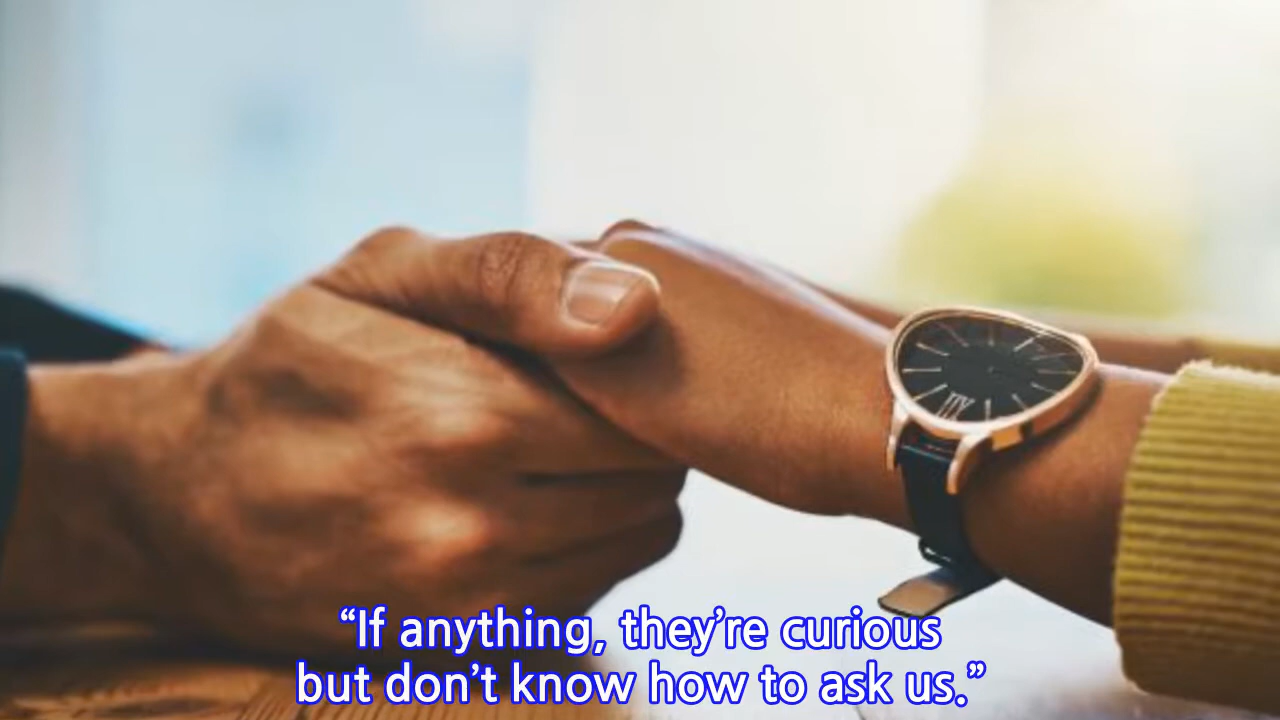 “If anything, they’re curious
but don’t know how to ask us.”